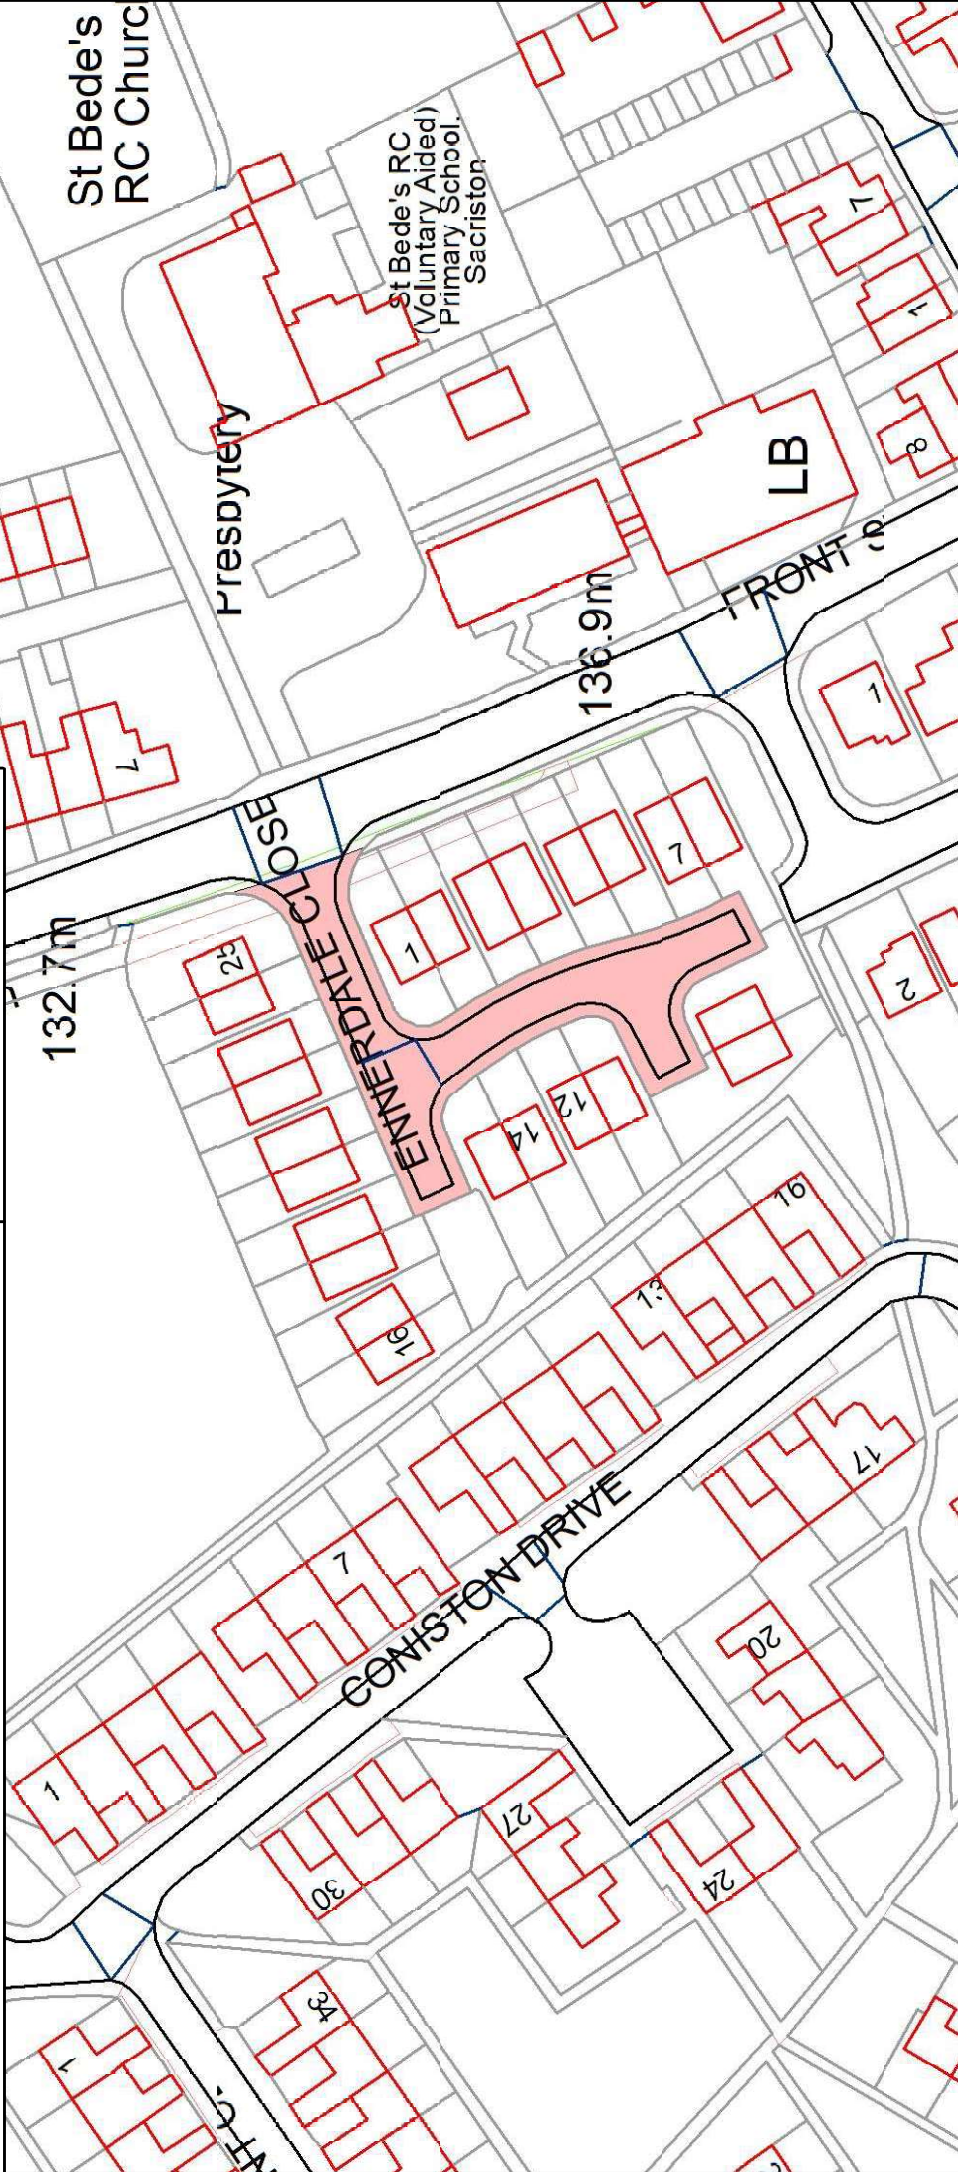 St Bede's
RC Churc
St Bede's RC
(Voluntary Aided)
Primary School.
Sacriston
7
1
Presbytery
LB
8
FRONT S
136.9m
1
7
ENNERDALE CLOSE
25
1
7
132.7m
2
12
14
16
13
16
CONISTON DRIVE
7
17
20
1
27
24
30
34
1